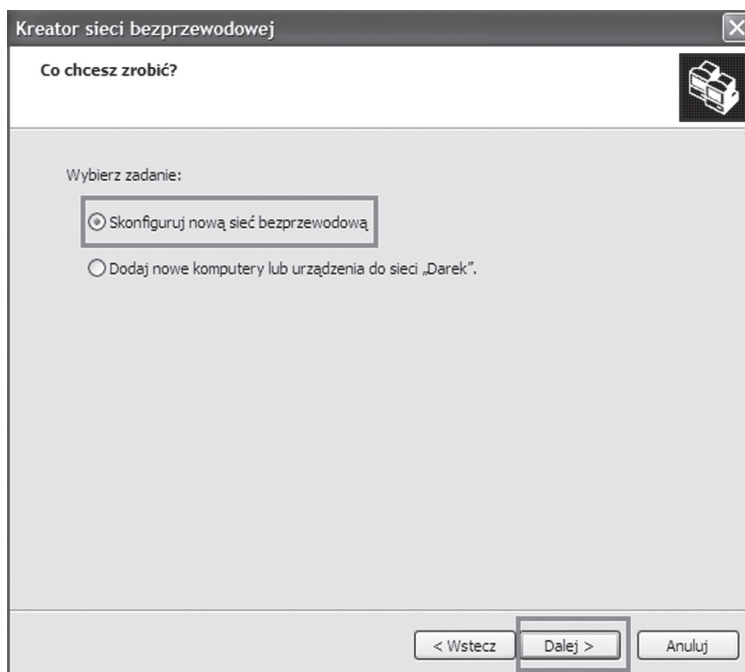 Kreator sieci bezprzewodowej
Co chcesz zrobić?
Wybierz zadanie:
Skonfiguruj nową sieć bezprzewodową
Dodaj nowe komputery lub urządzenia do sieci „Darek”.
< Wstecz
Dalej >
Anuluj